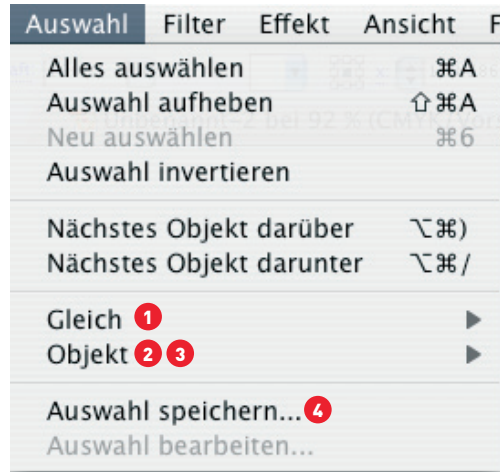 Auswahl Filter Effekt Ansicht F
Alles auswählen ⌘A
Auswahl aufheben ⇧⌘A
Neu auswählen ⌘6
Auswahl invertieren
Nächstes Objekt darüber ⌥⌘)
Nächstes Objekt darunter ⌥⌘/
Gleich 1
Objekt 2 3
Auswahl speichern... 4
Auswahl bearbeiten...